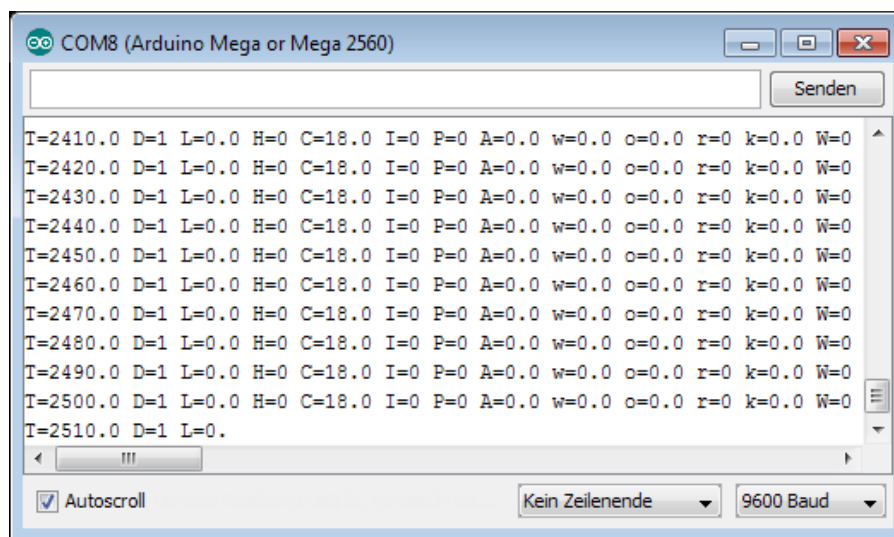 COM8 (Arduino Mega or Mega 2560)
Senden
T=2410.0 D=1 L=0.0 H=0 C=18.0 I=0 P=0 A=0.0 w=0.0 o=0.0 r=0 k=0.0 W=0
T=2420.0 D=1 L=0.0 H=0 C=18.0 I=0 P=0 A=0.0 w=0.0 o=0.0 r=0 k=0.0 W=0
T=2430.0 D=1 L=0.0 H=0 C=18.0 I=0 P=0 A=0.0 w=0.0 o=0.0 r=0 k=0.0 W=0
T=2440.0 D=1 L=0.0 H=0 C=18.0 I=0 P=0 A=0.0 w=0.0 o=0.0 r=0 k=0.0 W=0
T=2450.0 D=1 L=0.0 H=0 C=18.0 I=0 P=0 A=0.0 w=0.0 o=0.0 r=0 k=0.0 W=0
T=2460.0 D=1 L=0.0 H=0 C=18.0 I=0 P=0 A=0.0 w=0.0 o=0.0 r=0 k=0.0 W=0
T=2470.0 D=1 L=0.0 H=0 C=18.0 I=0 P=0 A=0.0 w=0.0 o=0.0 r=0 k=0.0 W=0
T=2480.0 D=1 L=0.0 H=0 C=18.0 I=0 P=0 A=0.0 w=0.0 o=0.0 r=0 k=0.0 W=0
T=2490.0 D=1 L=0.0 H=0 C=18.0 I=0 P=0 A=0.0 w=0.0 o=0.0 r=0 k=0.0 W=0
T=2500.0 D=1 L=0.0 H=0 C=18.0 I=0 P=0 A=0.0 w=0.0 o=0.0 r=0 k=0.0 W=0
T=2510.0 D=1 L=0.
Autoscroll Kein Zeilenende 9600 Baud